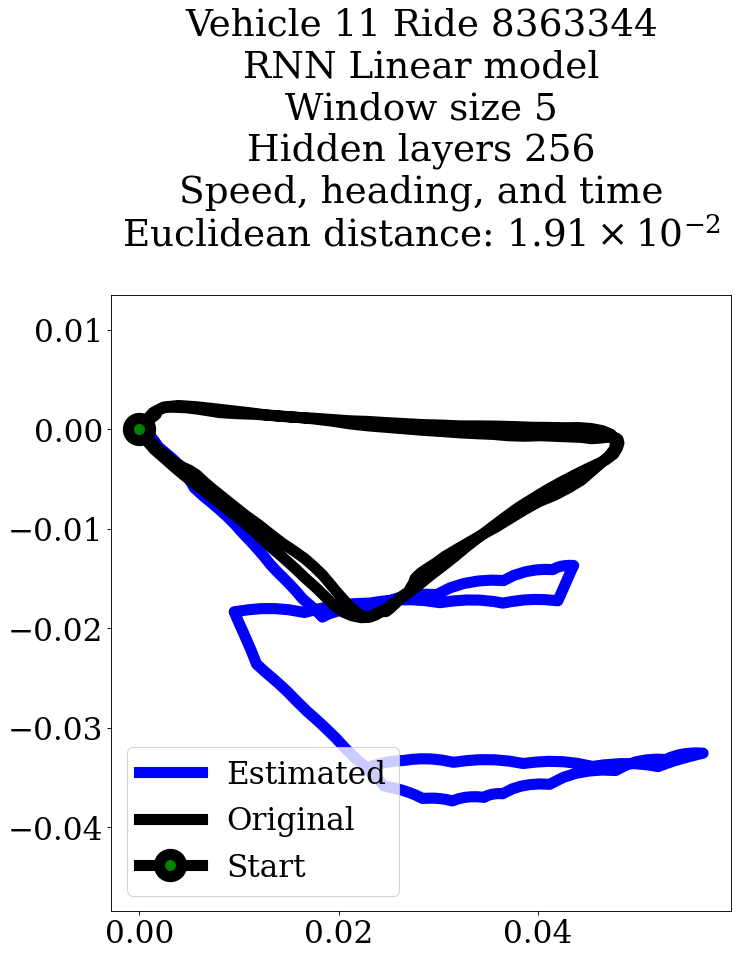 Vehicle 11 Ride 8363344
RNN Linear model
Window size 5
Hidden layers 256
Speed, heading, and time
Euclidean distance: 1.91 × 10⁻²
0.01
0.00
−0.01
−0.02
−0.03
−0.04
Estimated
Original
Start
0.00 0.02 0.04